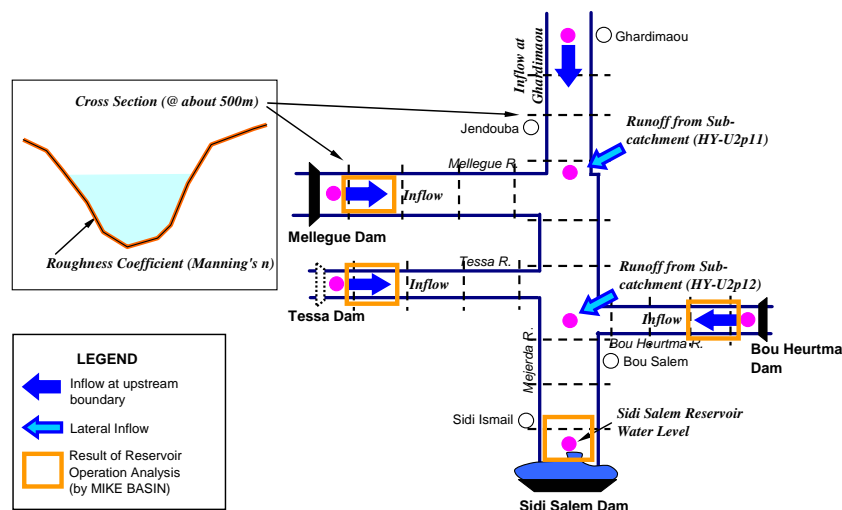 Ghardimaou
Inflow at
Ghardimaou
Cross Section (@ about 500m)
Jendouba
Runoff from Sub-
catchment (HY-U2p11)
Mellegue R.
Inflow
Mellegue Dam
Roughness Coefficient (Manning's n)
Tessa R.
Inflow
Tessa Dam
Runoff from Sub-
catchment (HY-U2p12)
Inflow
Bou Heurtma R.
Bou Heurtma
Dam
Mejerda R.
Bou Salem
Sidi Ismail
Sidi Salem Reservoir
Water Level
Sidi Salem Dam
LEGEND
Inflow at upstream
boundary
Lateral Inflow
Result of Reservoir
Operation Analysis
(by MIKE BASIN)